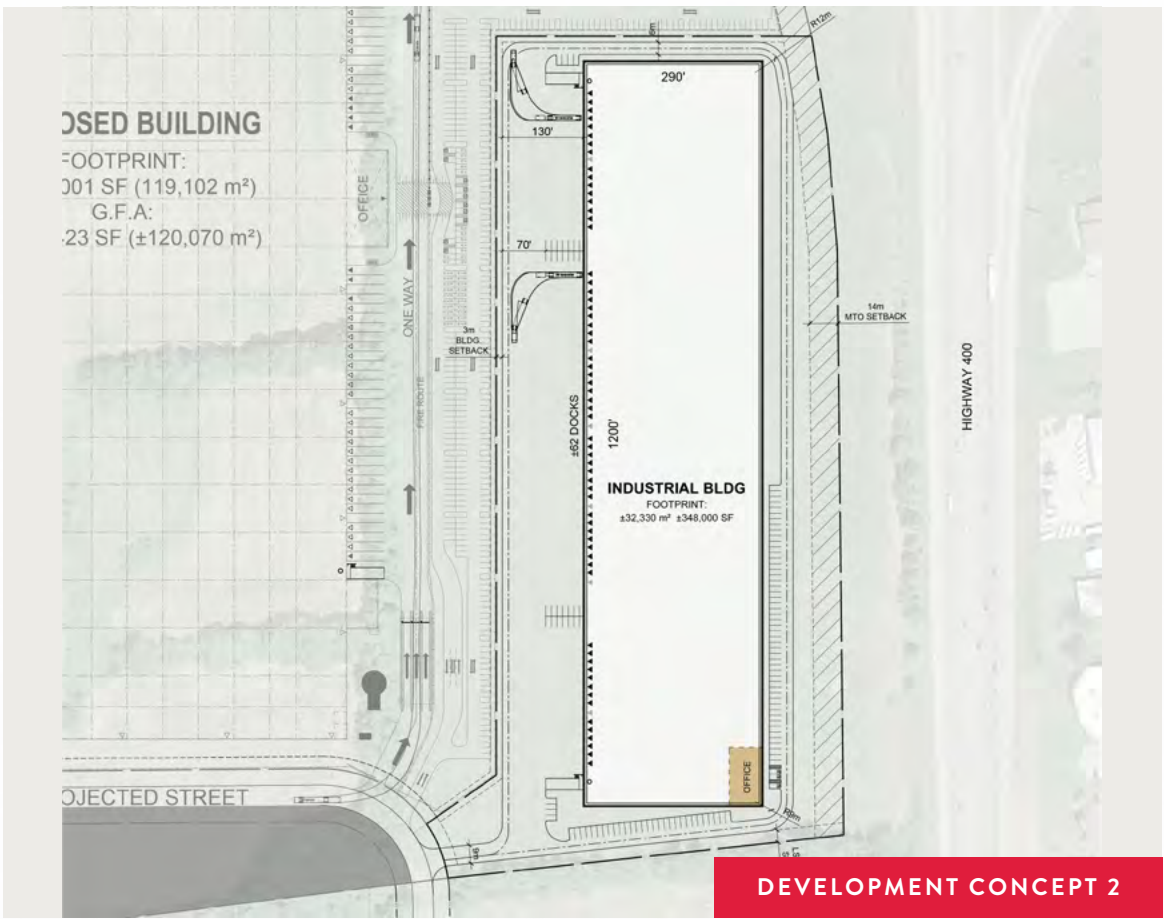 OSED BUILDING
FOOTPRINT:
001 SF (119,102 m²)
G.F.A:
23 SF (±120,070 m²)
OFFICE
ONE WAY
FIRE ROUTE
3m
BLDG
SETBACK
6m
R12m
290'
130'
70'
±62 DOCKS
1200'
INDUSTRIAL BLDG
FOOTPRINT:
±32,330 m² ±348,000 SF
14m
MTO SETBACK
HIGHWAY 400
OFFICE
OJECTED STREET
9m
DEVELOPMENT CONCEPT 2